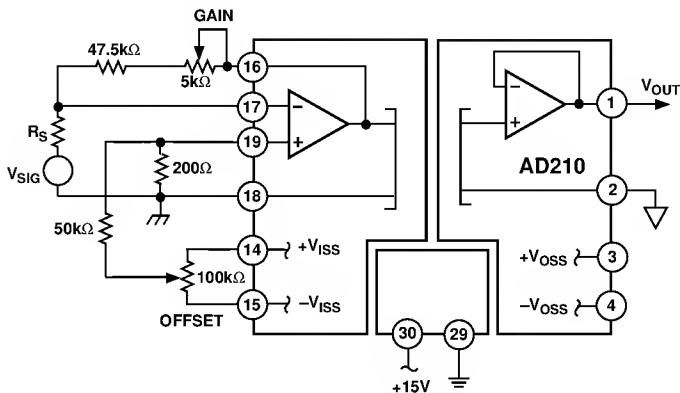 GAIN
47.5kΩ
5kΩ
16
17
19
18
14
15
RS
VSIG
200Ω
50kΩ
100kΩ
OFFSET
+VISS
−VISS
−
+
−
+
AD210
1
VOUT
2
3
+VOSS
4
−VOSS
30
29
+15V